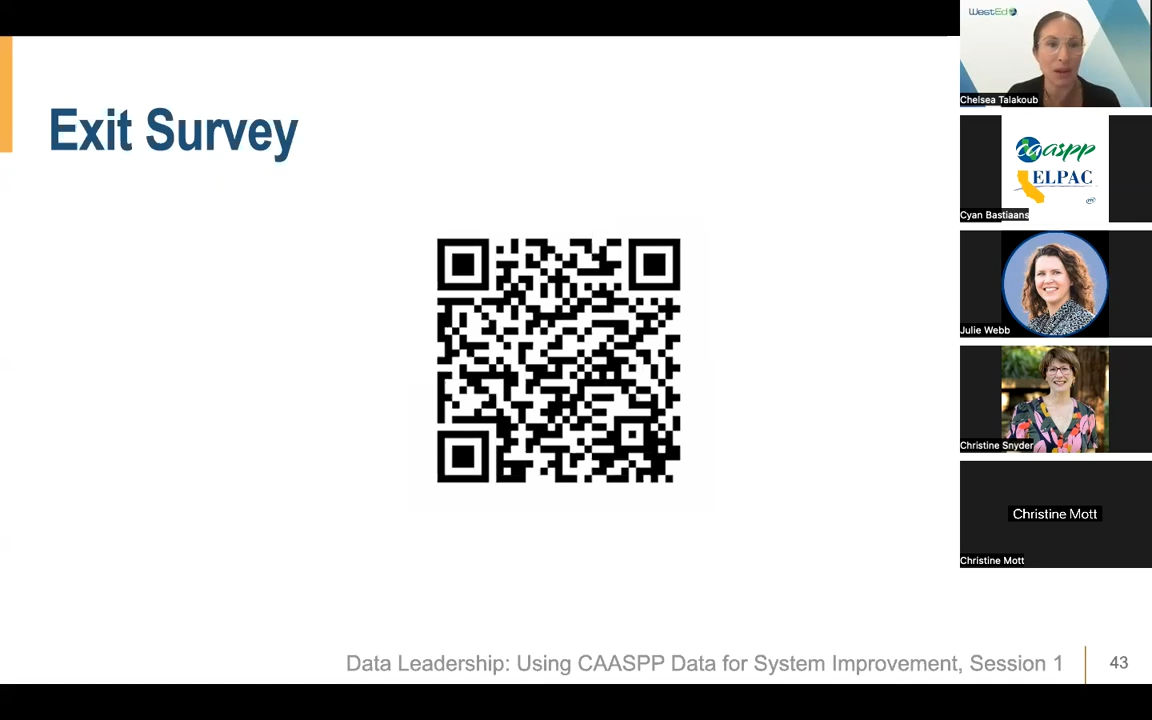 Exit Survey
WestEd
Chelsea Talakoub
caaspp
ELPAC
Cyan Bastiaans
Julie Webb
Christine Snyder
Christine Mott
Christine Mott
Data Leadership: Using CAASPP Data for System Improvement, Session 1
43